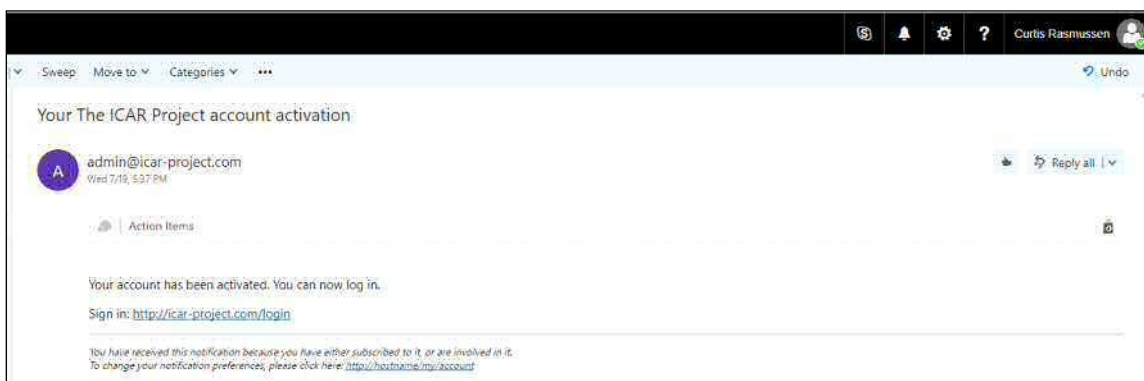 Curtis Rasmussen
Sweep Move to Categories ••• Undo
Your The ICAR Project account activation
A
admin@icar-project.com
Wed 7/19, 5:37 PM
Reply all
Action Items
Your account has been activated. You can now log in.
Sign in: http://icar-project.com/login
You have received this notification because you have either subscribed to it, or are involved in it.
To change your notification preferences, please click here: http://hostname/my/account